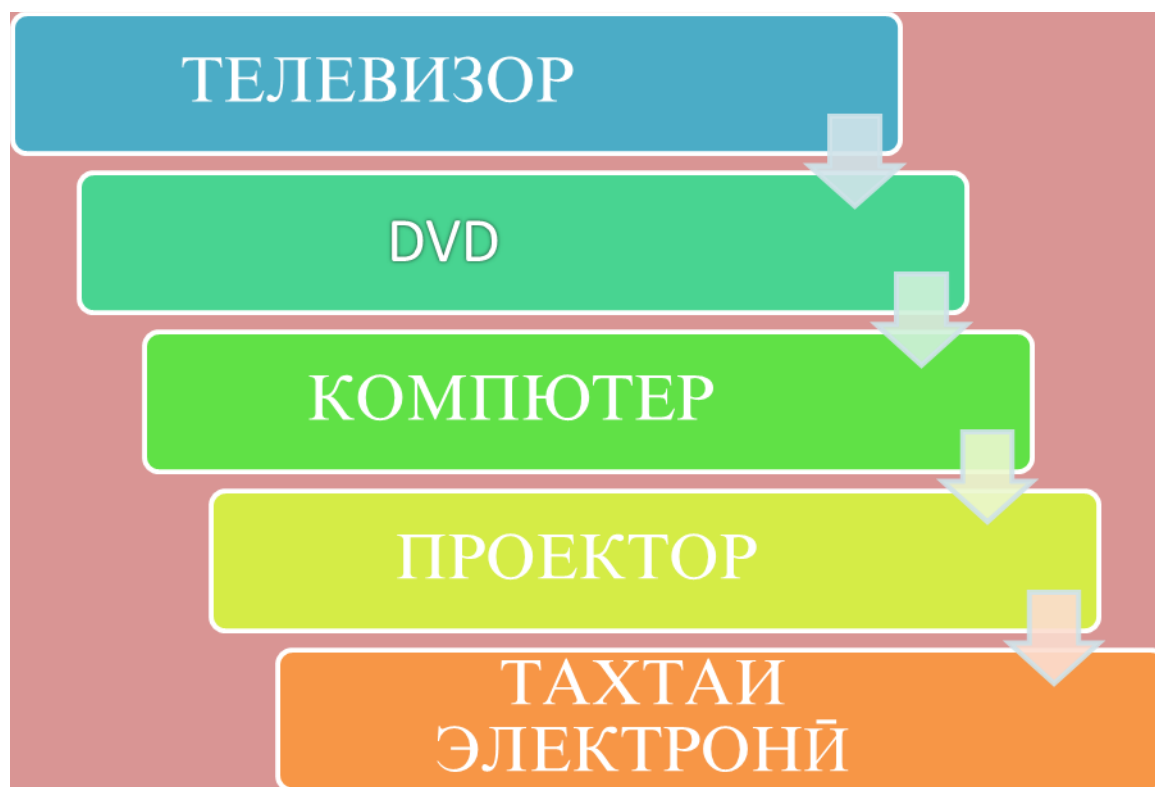 ТЕЛЕВИЗОР
DVD
КОМПЮТЕР
ПРОЕКТОР
ТАХТАИ
ЭЛЕКТРОНӢ